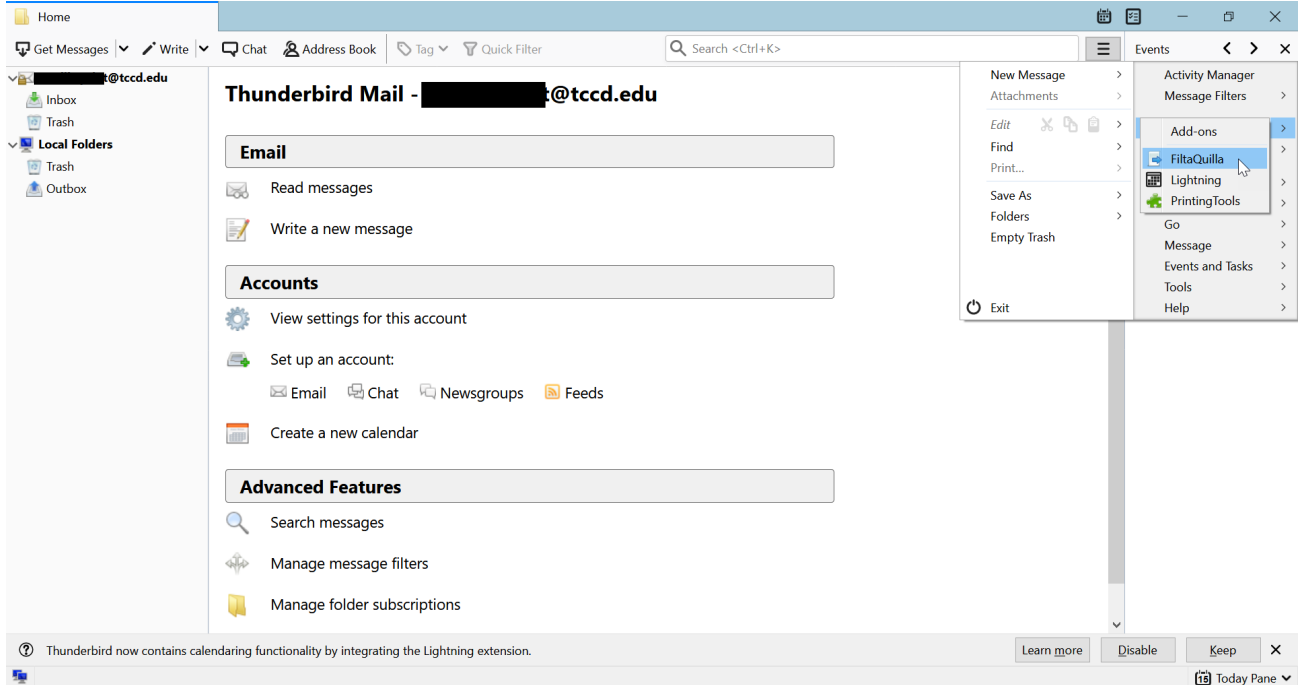 Home
Get Messages Write Chat Address Book Tag Quick Filter Search <Ctrl+K> Events
t@tccd.edu
Inbox
Trash
Local Folders
Trash
Outbox
Thunderbird Mail - t@tccd.edu
Email
Read messages
Write a new message
Accounts
View settings for this account
Set up an account:
Email Chat Newsgroups Feeds
Create a new calendar
Advanced Features
Search messages
Manage message filters
Manage folder subscriptions
New Message
Attachments
Edit
Find
Print...
Save As
Folders
Empty Trash
Exit
Activity Manager
Message Filters
Add-ons
FiltaQuilla
Lightning
PrintingTools
Go
Message
Events and Tasks
Tools
Help
Thunderbird now contains calendaring functionality by integrating the Lightning extension. Learn more Disable Keep
15 Today Pane